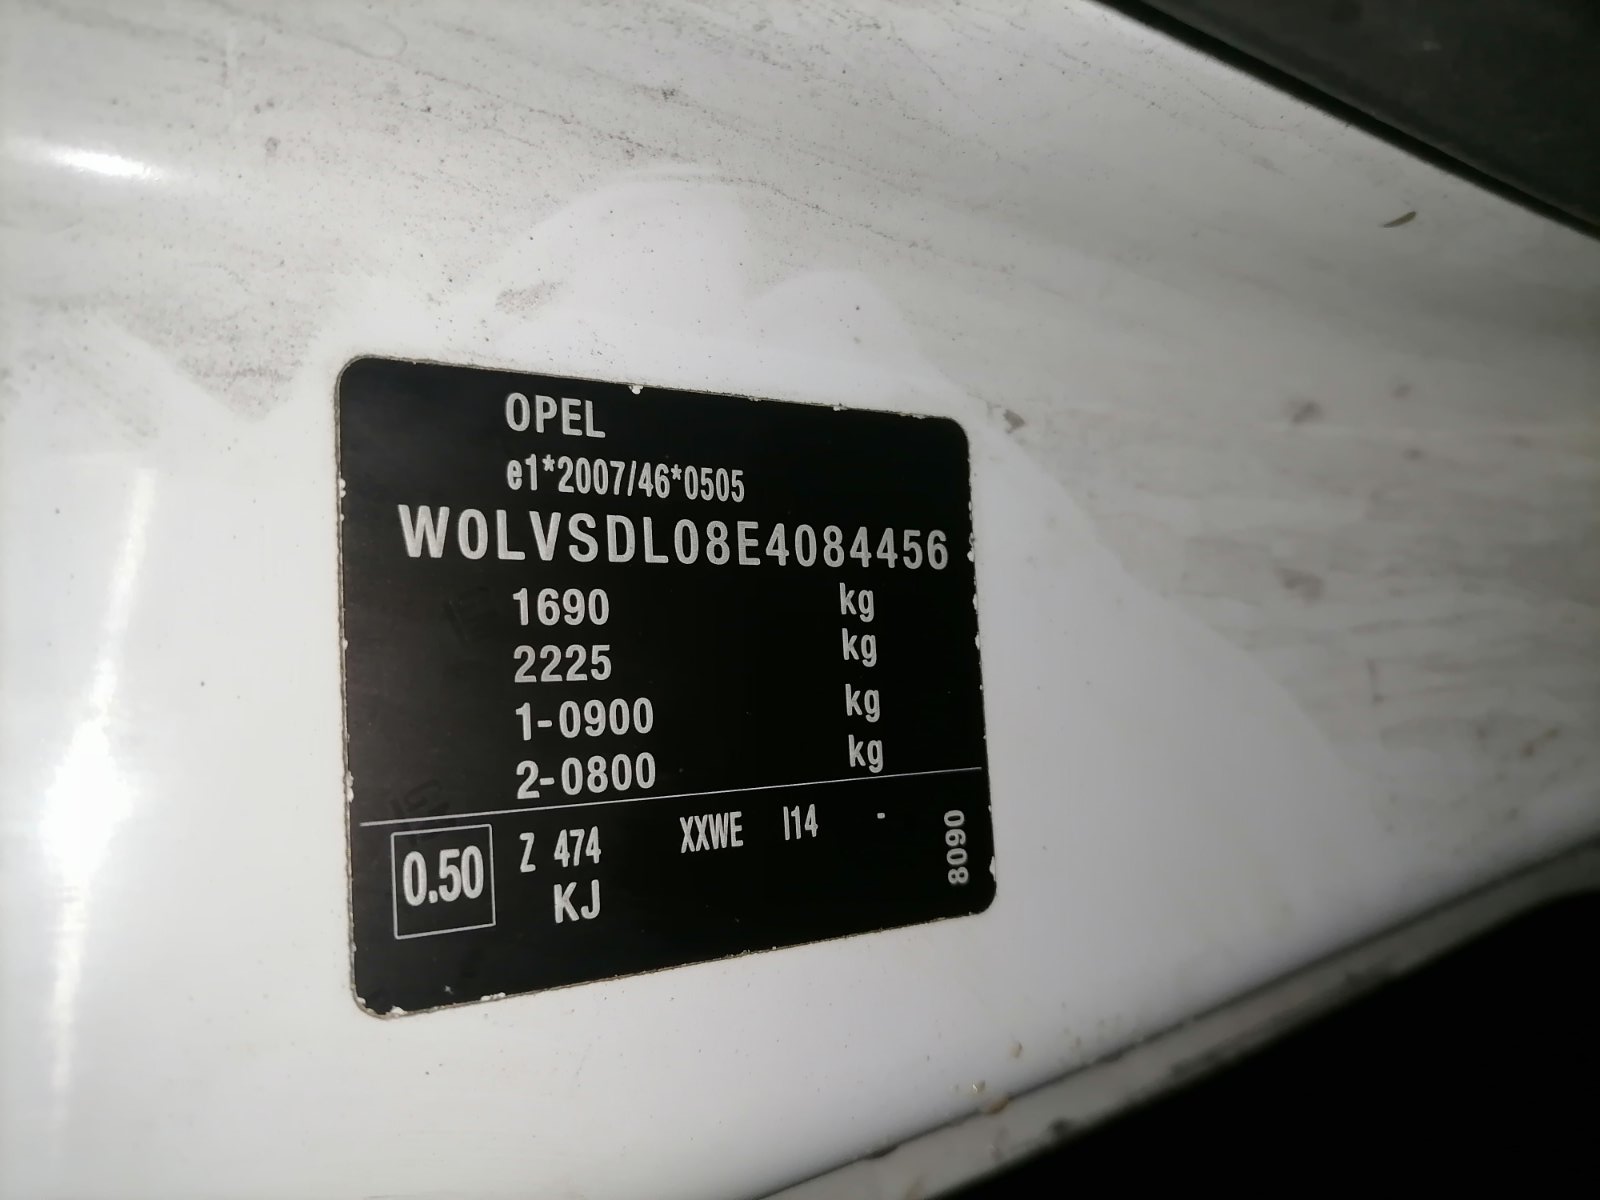 OPEL
e1*2007/46*0505
W0LVSDL08E4084456
1690 kg
2225 kg
1-0900 kg
2-0800 kg
0.50 Z 474 XXWE I14 -
KJ
8090